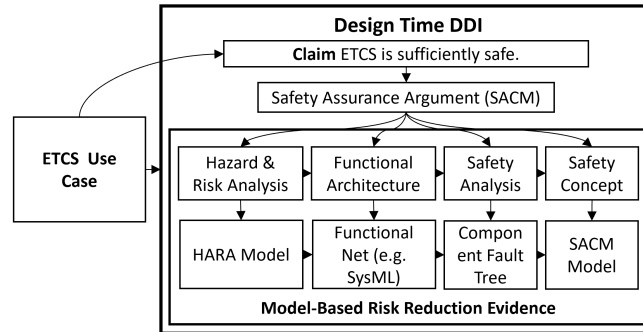 Design Time DDI
Claim ETCS is sufficiently safe.
Safety Assurance Argument (SACM)
ETCS Use
Case
Hazard &
Risk Analysis
Functional
Architecture
Safety
Analysis
Safety
Concept
HARA Model
Functional
Net (e.g.
SysML)
Compon
ent Fault
Tree
SACM
Model
Model-Based Risk Reduction Evidence